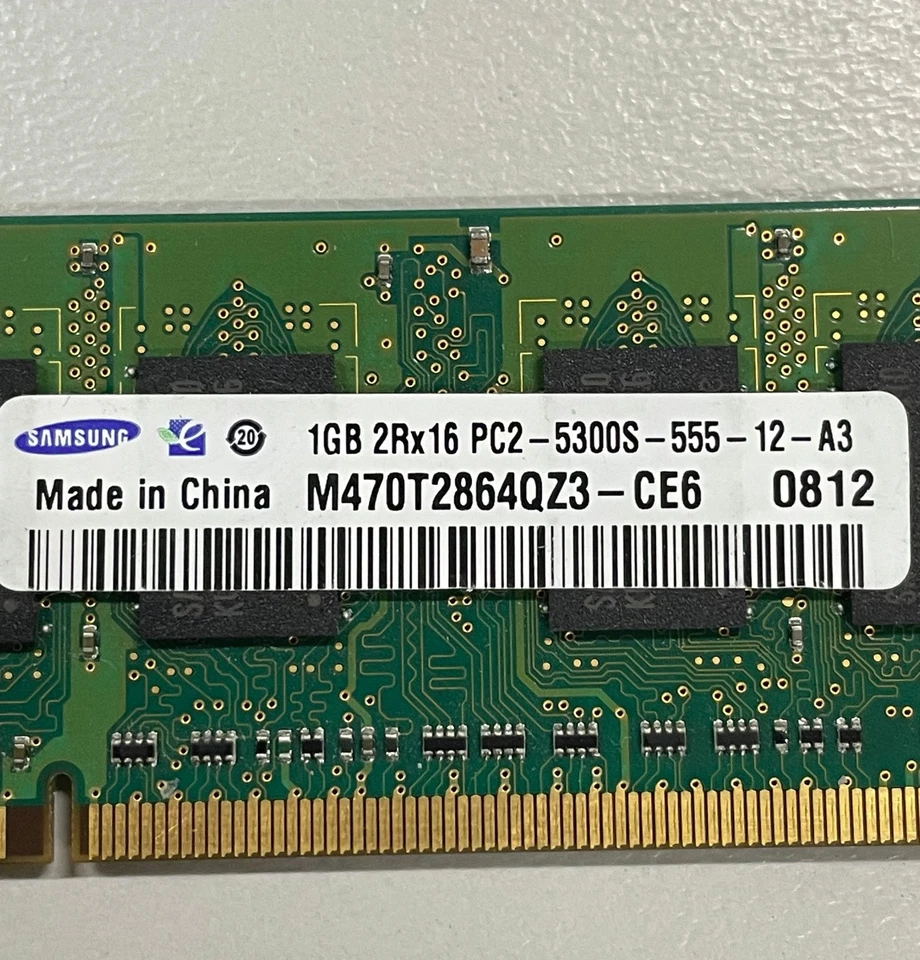 SAMSUNG e 20 1GB 2Rx16 PC2-5300S-555-12-A3
Made in China M470T2864QZ3-CE6 0812